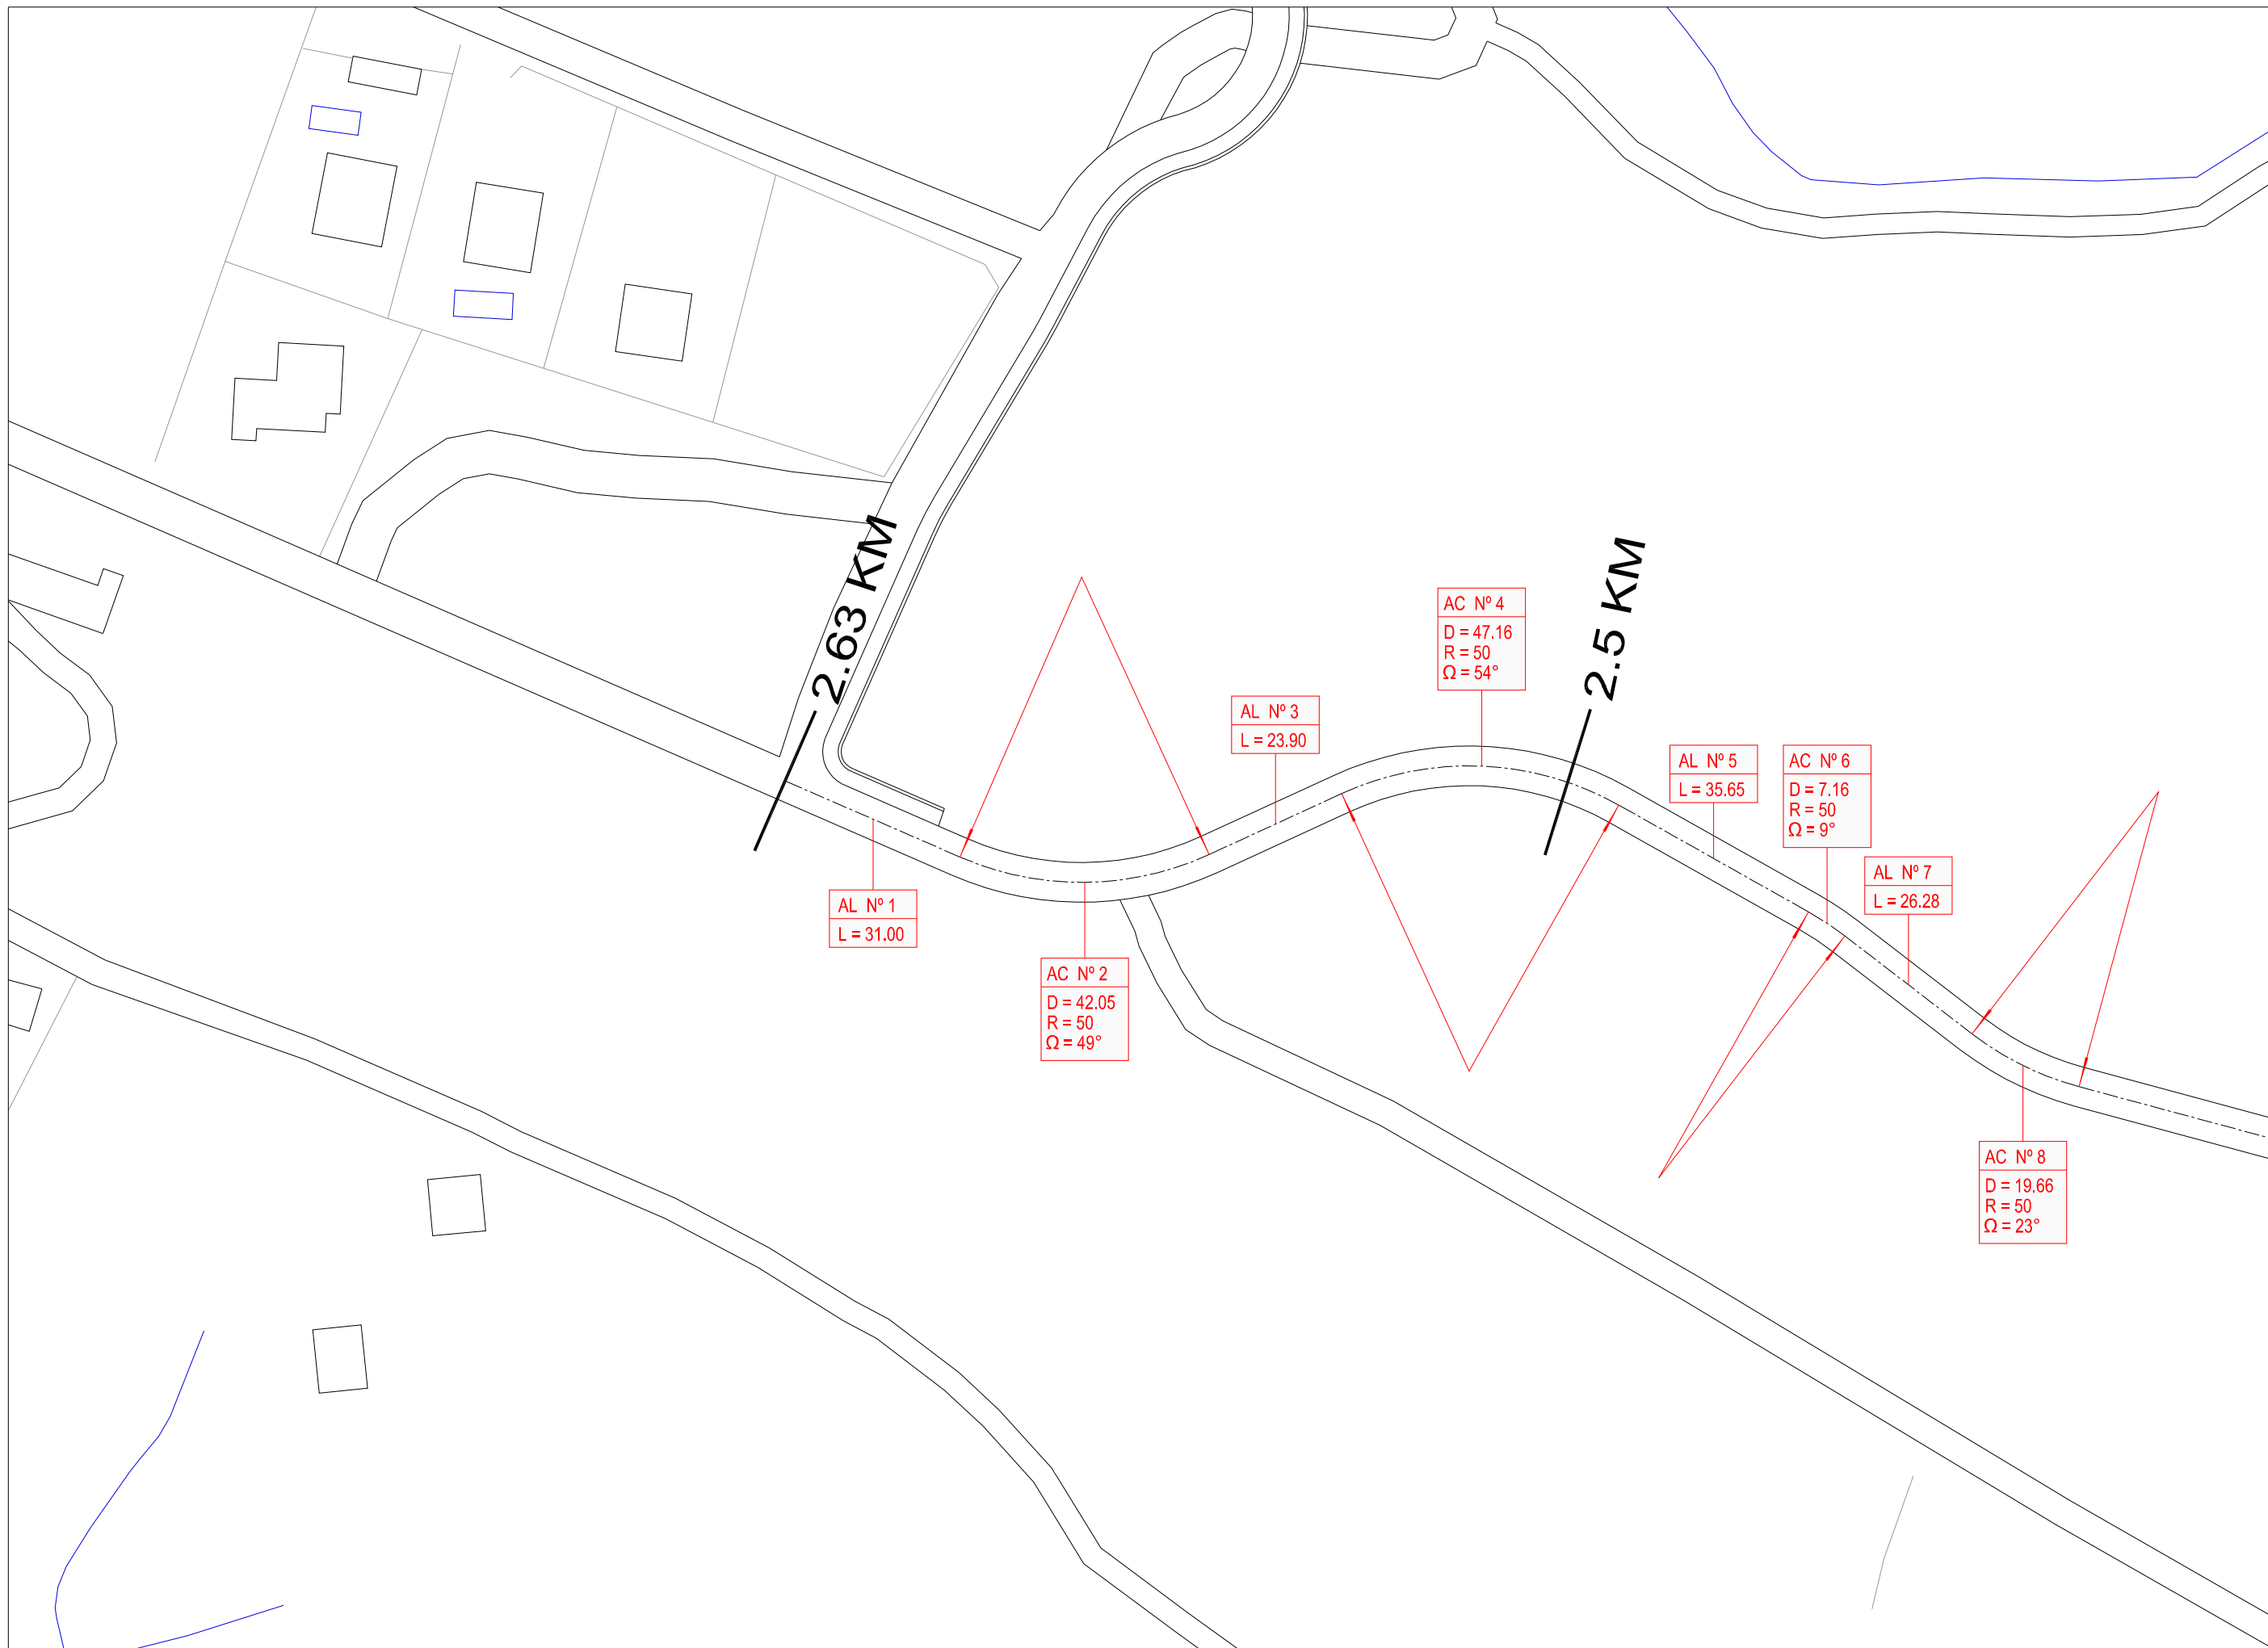 2.63 KM
2.5 KM
AC Nº 4
D = 47.16
R = 50
Ω = 54°
AL Nº 3
L = 23.90
AL Nº 5
L = 35.65
AC Nº 6
D = 7.16
R = 50
Ω = 9°
AL Nº 7
L = 26.28
AL Nº 1
L = 31.00
AC Nº 2
D = 42.05
R = 50
Ω = 49°
AC Nº 8
D = 19.66
R = 50
Ω = 23°